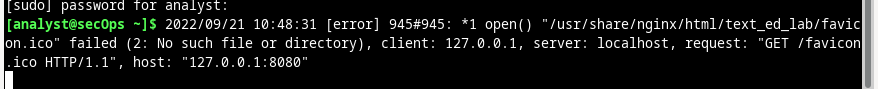 [sudo] password for analyst:
[analyst@secOps ~]$ 2022/09/21 10:48:31 [error] 945#945: *1 open() "/usr/share/nginx/html/text_ed_lab/favic
on.ico" failed (2: No such file or directory), client: 127.0.0.1, server: localhost, request: "GET /favicon
.ico HTTP/1.1", host: "127.0.0.1:8080"